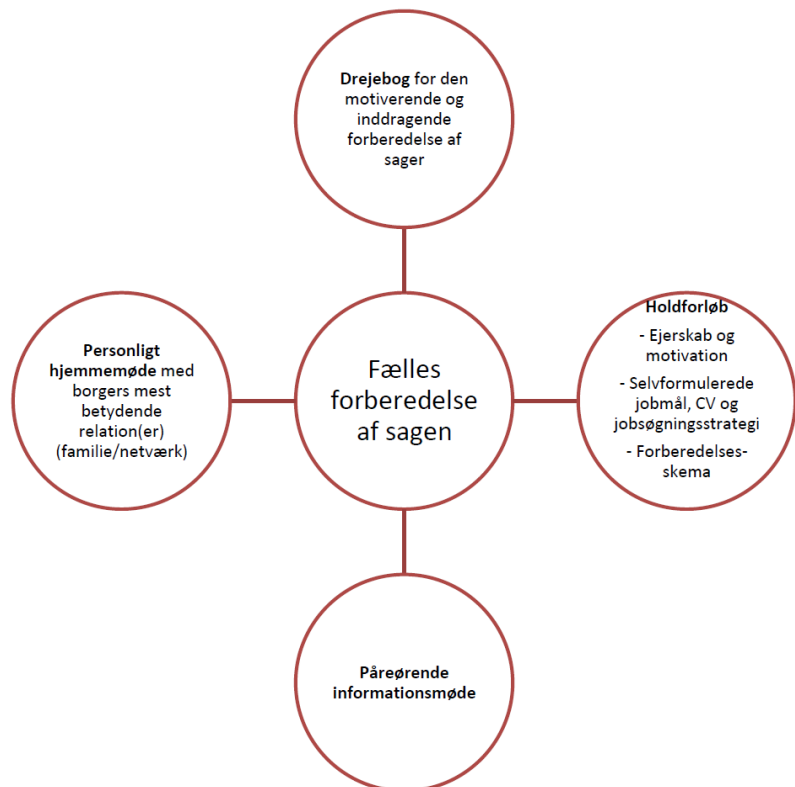 Drejebog for den
motiverende og
inddragende
forberedelse af
sager
Personligt
hjemmemøde med
borgers mest
betydende
relation(er)
(familie/netværk)
Fælles
forberedelse
af sagen
Holdforløb
- Ejerskab og
motivation
- Selvformulerede
jobmål, CV og
jobsøgningsstrategi
- Forberedelses-
skema
Påreørende
informationsmøde